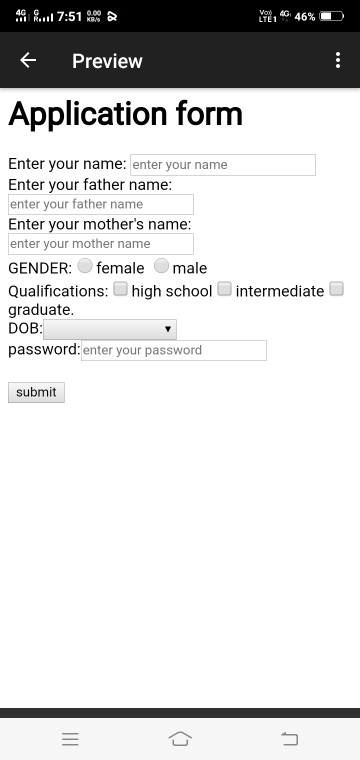 4G G R 7:51 0.00 KB/s Vo) LTE1 4G 46%
Preview
Application form
Enter your name: enter your name
Enter your father name:
enter your father name
Enter your mother's name:
enter your mother name
GENDER: female male
Qualifications: high school intermediate
graduate.
DOB:
password: enter your password
submit